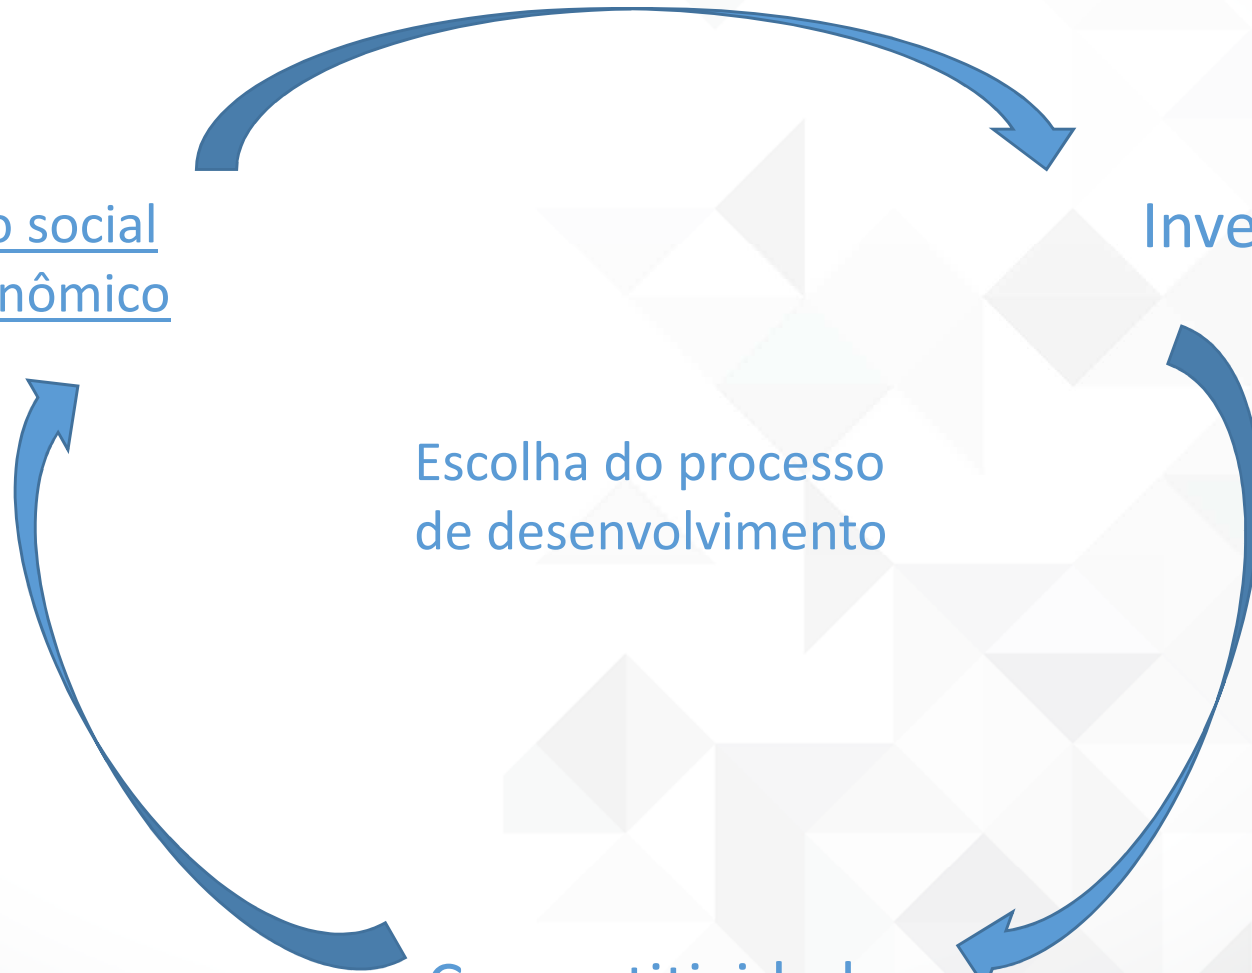 o social
Inve
nômico
Escolha do processo
de desenvolvimento